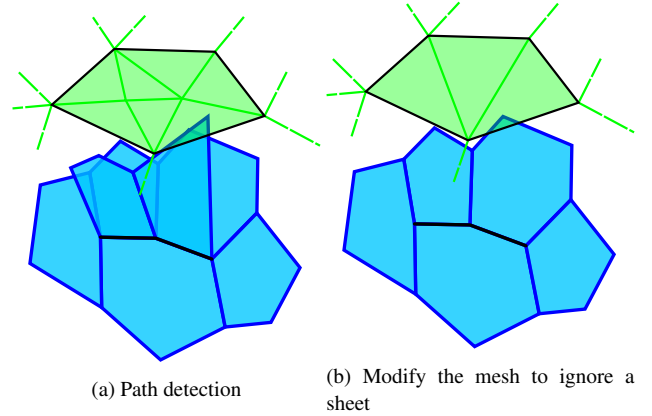 (a) Path detection
(b) Modify the mesh to ignore a
sheet